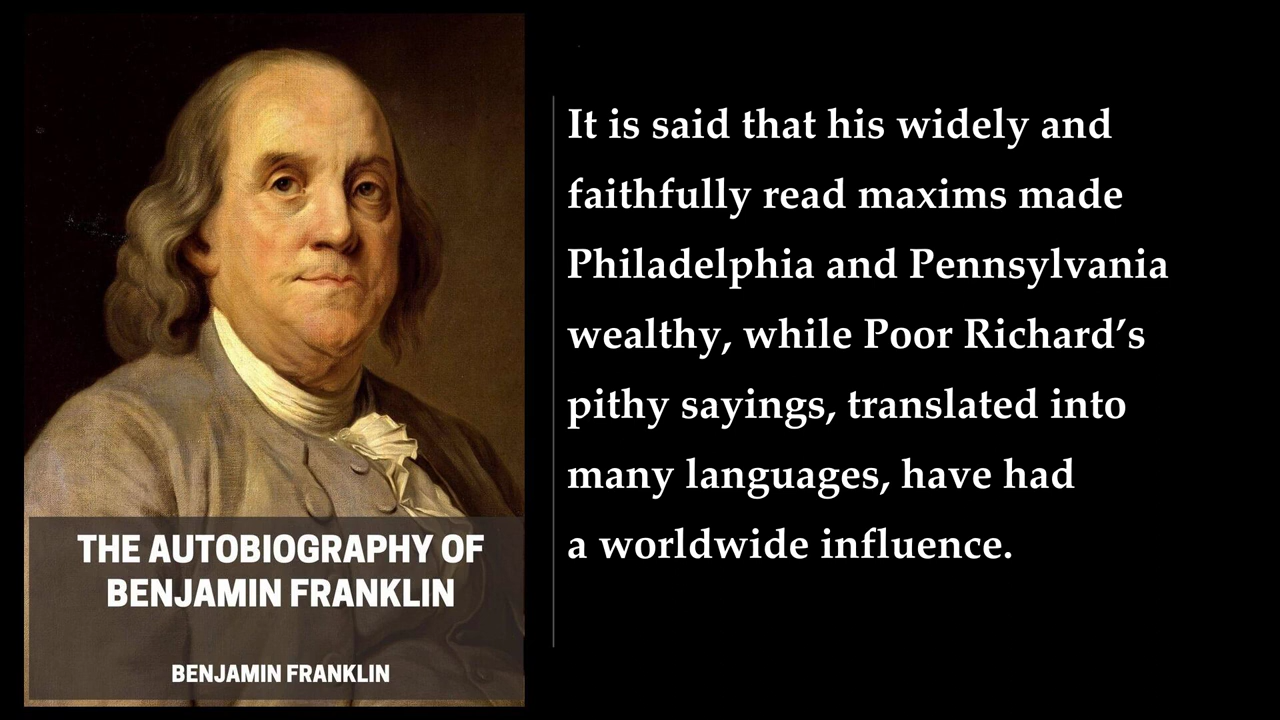 THE AUTOBIOGRAPHY OF
BENJAMIN FRANKLIN
BENJAMIN FRANKLIN
It is said that his widely and
faithfully read maxims made
Philadelphia and Pennsylvania
wealthy, while Poor Richard’s
pithy sayings, translated into
many languages, have had
a worldwide influence.